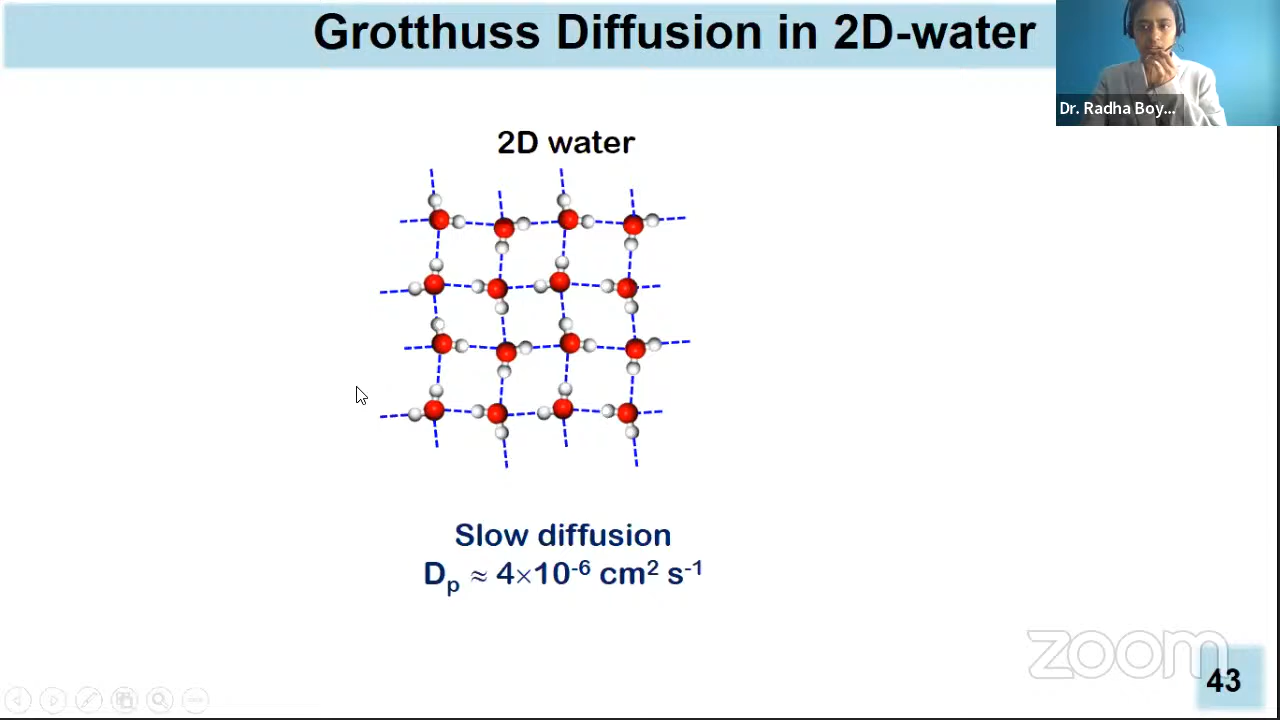 Grotthuss Diffusion in 2D-water
Dr. Radha Boy...
2D water
Slow diffusion
Dₚ ≈ 4×10⁻⁶ cm² s⁻¹
zoom
43